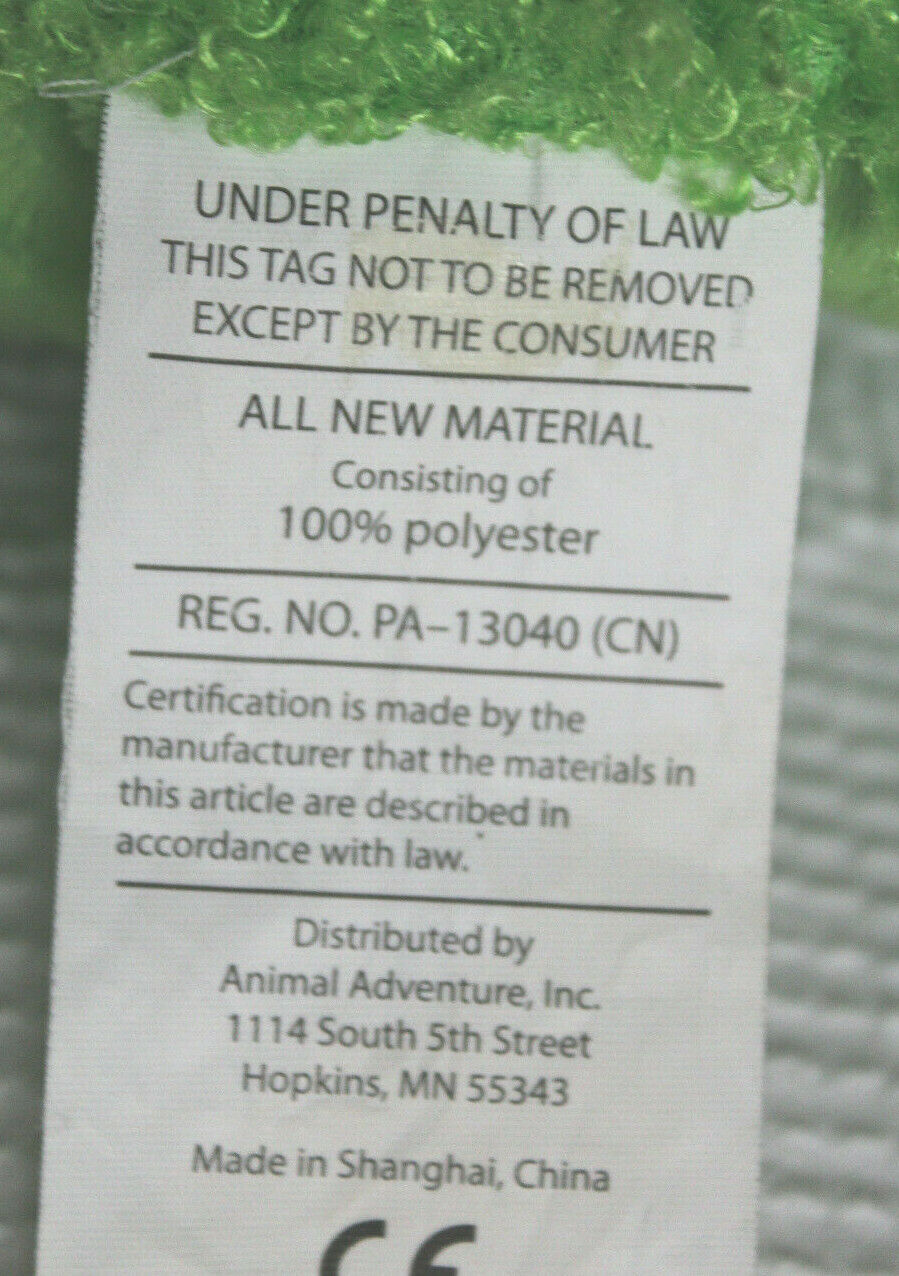 UNDER PENALTY OF LAW
THIS TAG NOT TO BE REMOVED
EXCEPT BY THE CONSUMER
ALL NEW MATERIAL
Consisting of
100% polyester
REG. NO. PA–13040 (CN)
Certification is made by the
manufacturer that the materials in
this article are described in
accordance with law.
Distributed by
Animal Adventure, Inc.
1114 South 5th Street
Hopkins, MN 55343
Made in Shanghai, China
CE